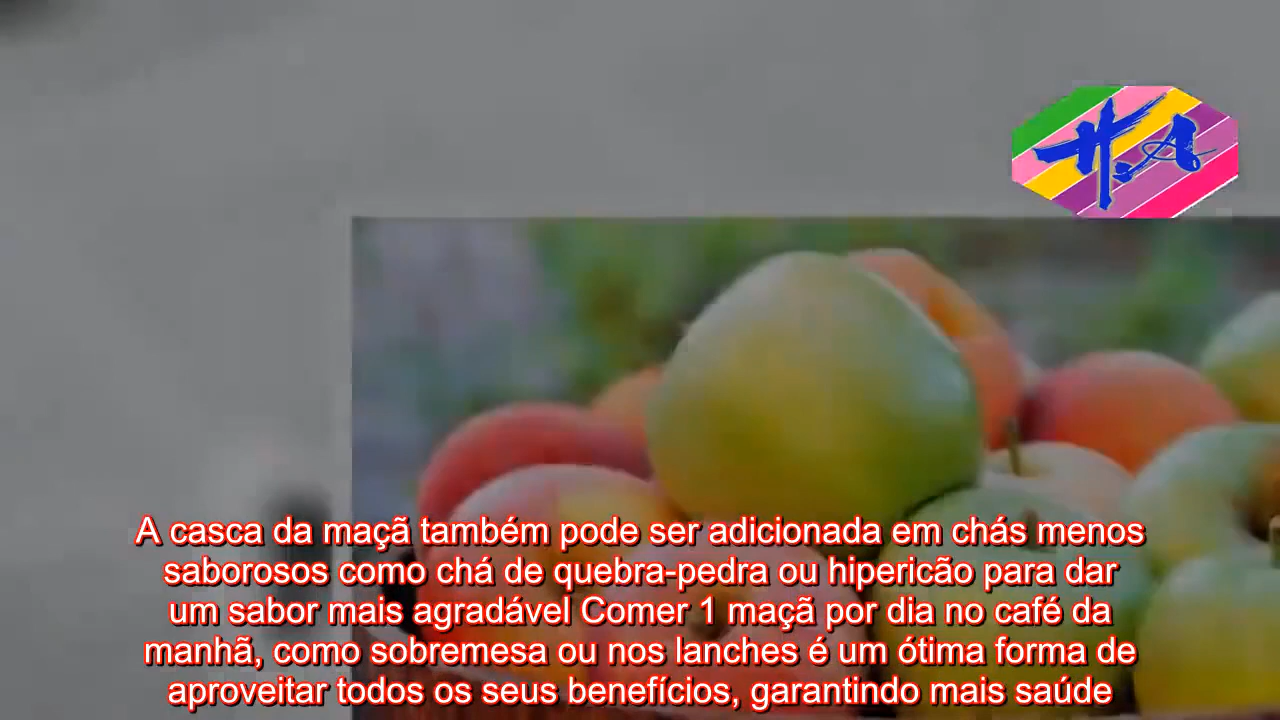 H.A
A casca da maçã também pode ser adicionada em chás menos
saborosos como chá de quebra-pedra ou hipericão para dar
um sabor mais agradável Comer 1 maçã por dia no café da
manhã, como sobremesa ou nos lanches é um ótima forma de
aproveitar todos os seus benefícios, garantindo mais saúde